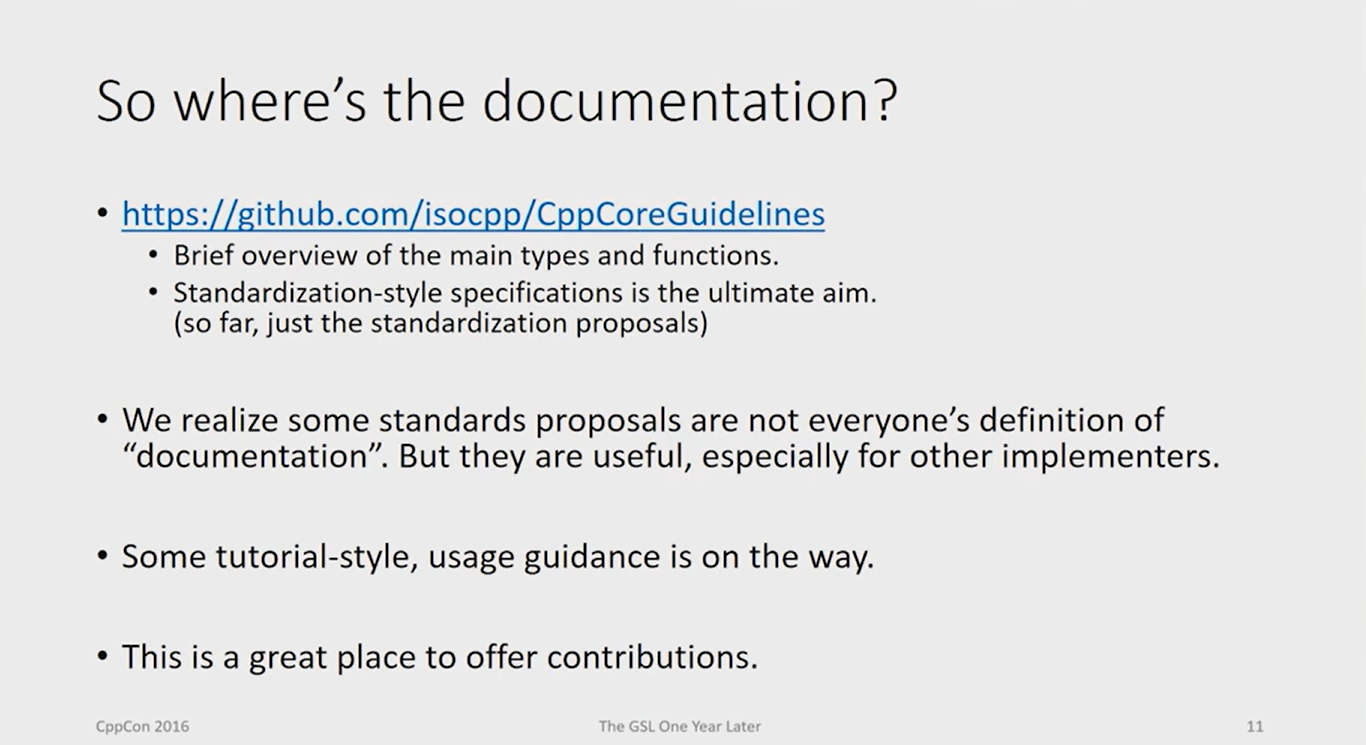 So where’s the documentation?
• https://github.com/isocpp/CppCoreGuidelines
• Brief overview of the main types and functions.
• Standardization-style specifications is the ultimate aim.
(so far, just the standardization proposals)
• We realize some standards proposals are not everyone’s definition of
“documentation”. But they are useful, especially for other implementers.
• Some tutorial-style, usage guidance is on the way.
• This is a great place to offer contributions.
CppCon 2016
The GSL One Year Later
11